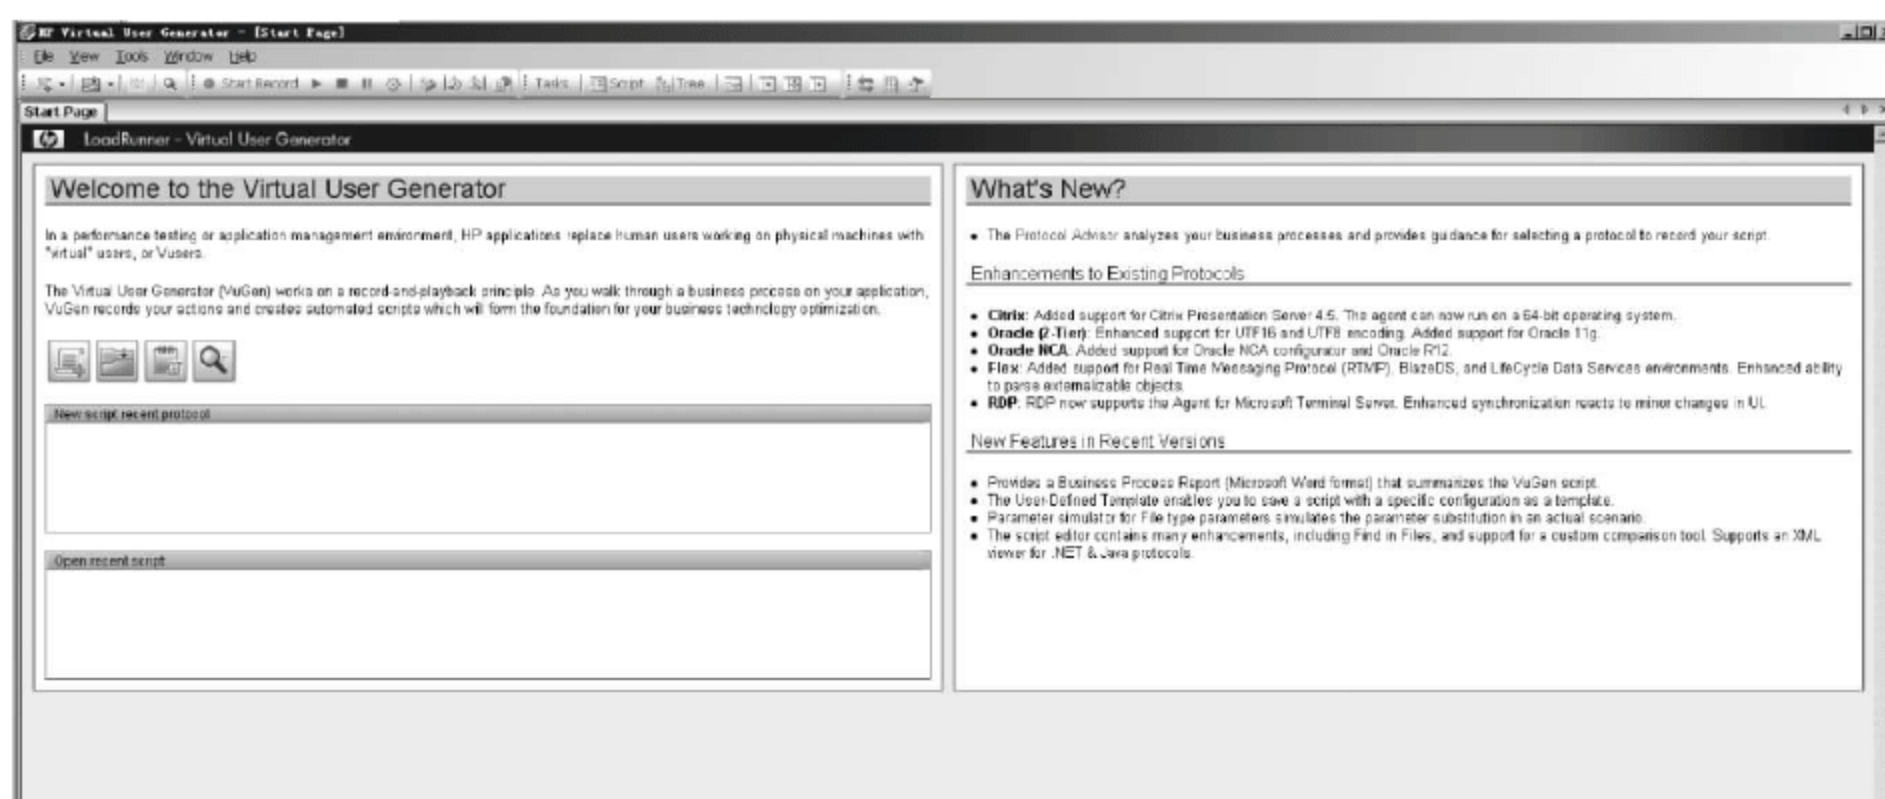 HP Virtual User Generator - [Start Page]
File View Tools Window Help
Start Record Tasks Script Tree
Start Page
hp LoadRunner - Virtual User Generator
Welcome to the Virtual User Generator
In a performance testing or application management environment, HP applications replace human users working on physical machines with
"virtual" users, or Vusers.
The Virtual User Generator (VuGen) works on a record-and-playback principle. As you walk through a business process on your application,
VuGen records your actions and creates automated scripts which will form the foundation for your business technology optimization.
New script recent protocol
Open recent script
What's New?
• The Protocol Advisor analyzes your business processes and provides guidance for selecting a protocol to record your script.
Enhancements to Existing Protocols
• Citrix: Added support for Citrix Presentation Server 4.5. The agent can now run on a 64-bit operating system.
• Oracle (2-Tier): Enhanced support for UTF16 and UTF8 encoding. Added support for Oracle 11g.
• Oracle NCA: Added support for Oracle NCA configurator and Oracle R12.
• Flex: Added support for Real Time Messaging Protocol (RTMP), BlazeDS, and LifeCycle Data Services environments. Enhanced ability
to parse externalizable objects.
• RDP: RDP now supports the Agent for Microsoft Terminal Server. Enhanced synchronization reacts to minor changes in UI.
New Features in Recent Versions
• Provides a Business Process Report (Microsoft Word format) that summarizes the VuGen script.
• The User-Defined Template enables you to save a script with a specific configuration as a template.
• Parameter simulator for File type parameters simulates the parameter substitution in an actual scenario.
• The script editor contains many enhancements, including Find in Files, and support for a custom comparison tool. Supports an XML
viewer for .NET & Java protocols.